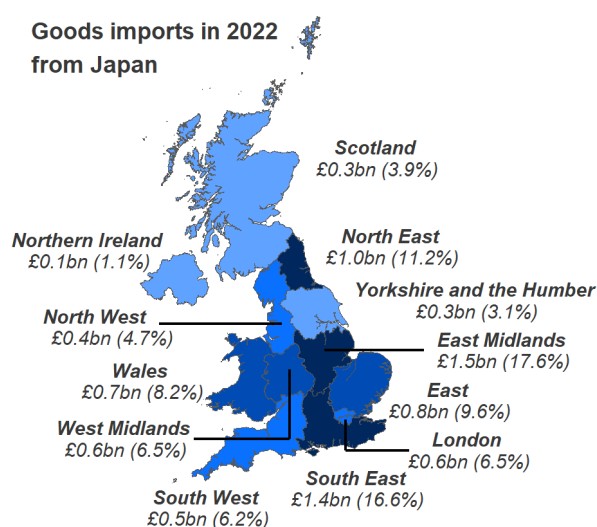 Goods imports in 2022
from Japan
Scotland
£0.3bn (3.9%)
Northern Ireland
£0.1bn (1.1%)
North East
£1.0bn (11.2%)
Yorkshire and the Humber
£0.3bn (3.1%)
North West
£0.4bn (4.7%)
East Midlands
£1.5bn (17.6%)
Wales
£0.7bn (8.2%)
East
£0.8bn (9.6%)
West Midlands
£0.6bn (6.5%)
London
£0.6bn (6.5%)
South East
£1.4bn (16.6%)
South West
£0.5bn (6.2%)